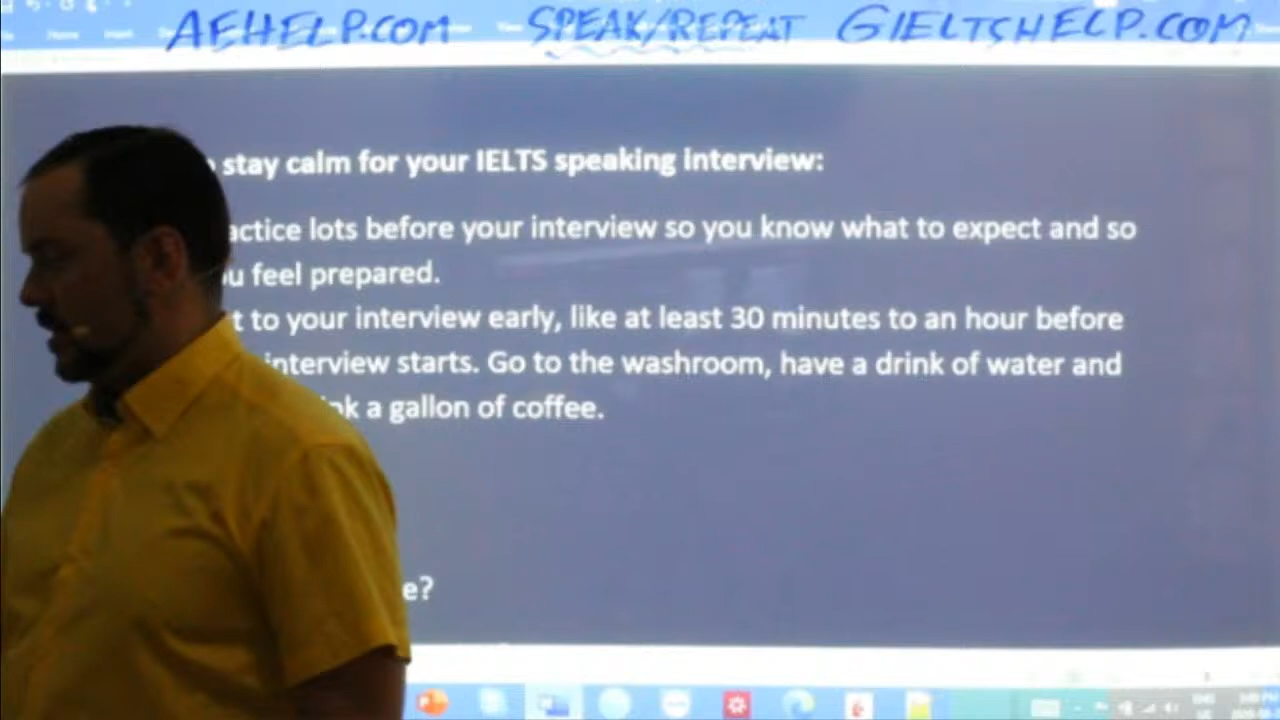 AEHELP.COM SPEAK/REPEAT GIELTSHELP.COM
stay calm for your IELTS speaking interview:
actice lots before your interview so you know what to expect and so
u feel prepared.
t to your interview early, like at least 30 minutes to an hour before
interview starts. Go to the washroom, have a drink of water and
nk a gallon of coffee.
e?